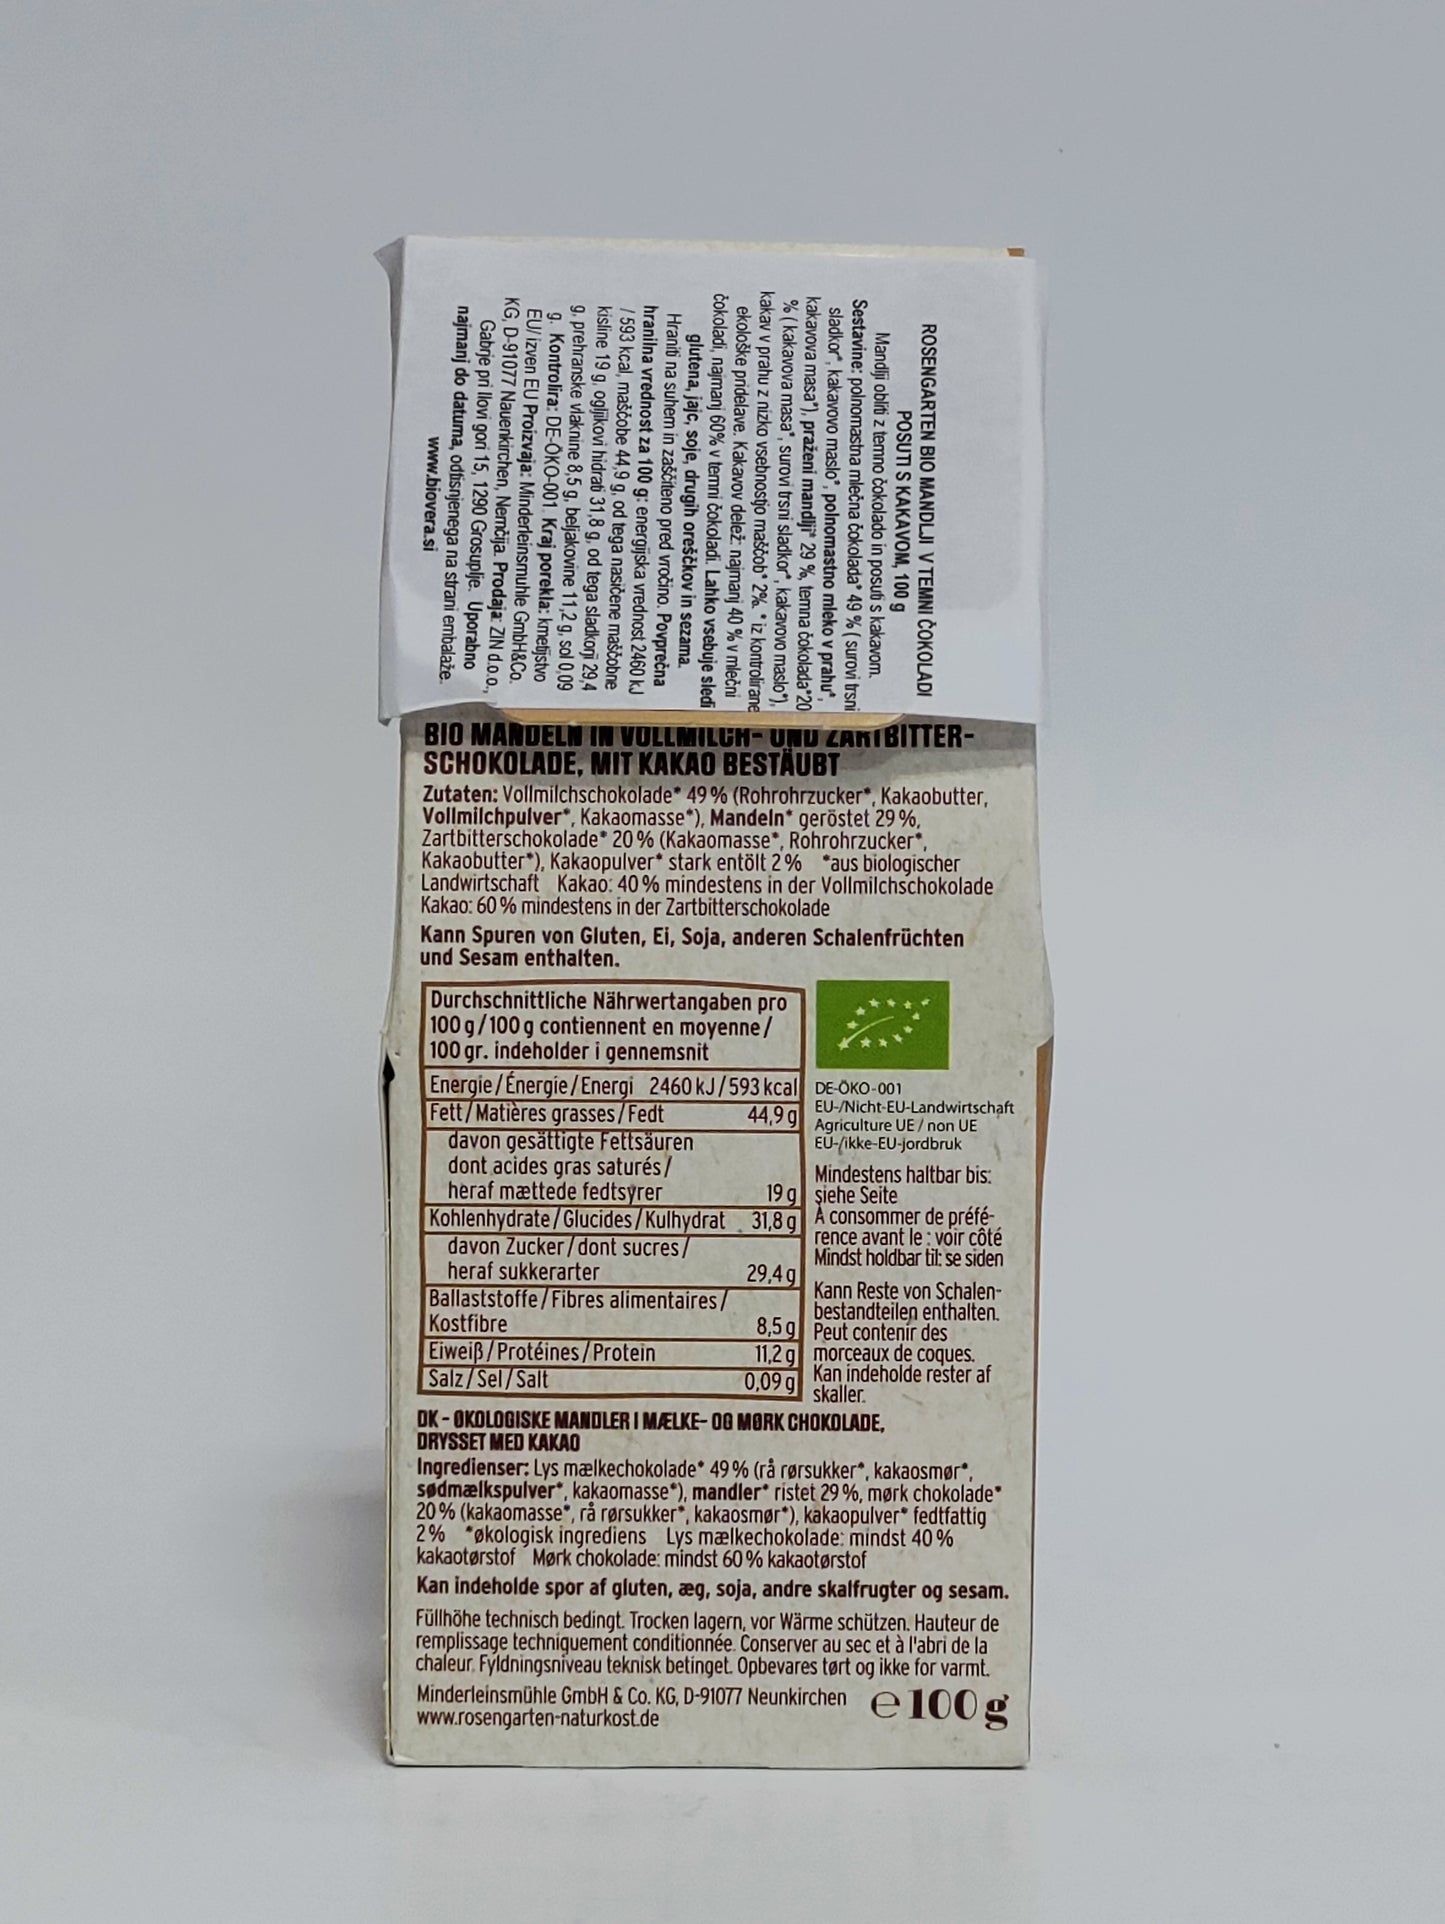 ROSENGARTEN BIO MANDLJI V TEMNI ČOKOLADI
POSUTI S KAKAVOM, 100 g
Mandlji obliti z temno čokolado in posuti s kakavom.
Sestavine: polnomastna mlečna čokolada* 49 % ( surovi trsni
sladkor*, kakavovo maslo*, polnomastno mleko v prahu*,
kakavova masa*), praženi mandlji* 29 %, temna čokolada*20
% ( kakavova masa*, surovi trsni sladkor*, kakavovo maslo*),
kakav v prahu z nizko vsebnostjo maščob* 2%. * iz kontrolirane
ekološke pridelave. Kakavov delež: najmanj 40 % v mlečni
čokoladi, najmanj 60% v temni čokoladi. Lahko vsebuje sledi
glutena, jajc, soje, drugih oreščkov in sezama.
Hraniti na suhem in zaščiteno pred vročino. Povprečna
hranilna vrednost za 100 g: energijska vrednost 2460 kJ
/ 593 kcal, maščobe 44,9 g, od tega nasičene maščobne
kisline 19 g, ogljikovi hidrati 31,8 g, od tega sladkorji 29,4
g, prehranske vlaknine 8,5 g, beljakovine 11,2 g, sol 0,09
g. Kontrolira: DE-ÖKO-001. Kraj porekla: kmetijstvo
EU/ izven EU Proizvaja: Minderleinsmuhle GmbH&Co.
KG, D-91077 Nauenkirchen, Nemčija. Prodaja: ZIN d.o.o.,
Gabrje pri Ilovi gori 15, 1290 Grosuplje. Uporabno
najmanj do datuma, odtisnjenega na strani embalaže.
www.biovera.si
BIO MANDELN IN VOLLMILCH- UND ZARTBITTER-
SCHOKOLADE, MIT KAKAO BESTÄUBT
Zutaten: Vollmilchschokolade* 49 % (Rohrohrzucker*, Kakaobutter,
Vollmilchpulver*, Kakaomasse*), Mandeln* geröstet 29 %,
Zartbitterschokolade* 20 % (Kakaomasse*, Rohrohrzucker*,
Kakaobutter*), Kakaopulver* stark entölt 2 % *aus biologischer
Landwirtschaft Kakao: 40 % mindestens in der Vollmilchschokolade
Kakao: 60 % mindestens in der Zartbitterschokolade
Kann Spuren von Gluten, Ei, Soja, anderen Schalenfrüchten
und Sesam enthalten.
Durchschnittliche Nährwertangaben pro
100 g / 100 g contiennent en moyenne /
100 gr. indeholder i gennemsnit
Energie / Énergie / Energi 2460 kJ / 593 kcal
Fett / Matières grasses / Fedt 44,9 g
davon gesättigte Fettsäuren
dont acides gras saturés /
heraf mættede fedtsyrer 19 g
Kohlenhydrate / Glucides / Kulhydrat 31,8 g
davon Zucker / dont sucres /
heraf sukkerarter 29,4 g
Ballaststoffe / Fibres alimentaires /
Kostfibre 8,5 g
Eiweiß / Protéines / Protein 11,2 g
Salz / Sel / Salt 0,09 g
DE-ÖKO-001
EU-/Nicht-EU-Landwirtschaft
Agriculture UE / non UE
EU-/ikke-EU-jordbruk
Mindestens haltbar bis:
siehe Seite
À consommer de préfé-
rence avant le : voir côté
Mindst holdbar til: se siden
Kann Reste von Schalen-
bestandteilen enthalten.
Peut contenir des
morceaux de coques.
Kan indeholde rester af
skaller.
DK - ØKOLOGISKE MANDLER I MÆLKE- OG MØRK CHOKOLADE,
DRYSSET MED KAKAO
Ingredienser: Lys mælkechokolade* 49 % (rå rørsukker*, kakaosmør*,
sødmælkspulver*, kakaomasse*), mandler* ristet 29 %, mørk chokolade*
20 % (kakaomasse*, rå rørsukker*, kakaosmør*), kakaopulver* fedtfattig
2 % *økologisk ingrediens Lys mælkechokolade: mindst 40 %
kakaotørstof Mørk chokolade: mindst 60 % kakaotørstof
Kan indeholde spor af gluten, æg, soja, andre skalfrugter og sesam.
Füllhöhe technisch bedingt. Trocken lagern, vor Wärme schützen. Hauteur de
remplissage techniquement conditionnée. Conserver au sec et à l'abri de la
chaleur. Fyldningsniveau teknisk betinget. Opbevares tørt og ikke for varmt.
Minderleinsmühle GmbH & Co. KG, D-91077 Neunkirchen
www.rosengarten-naturkost.de
e 100 g